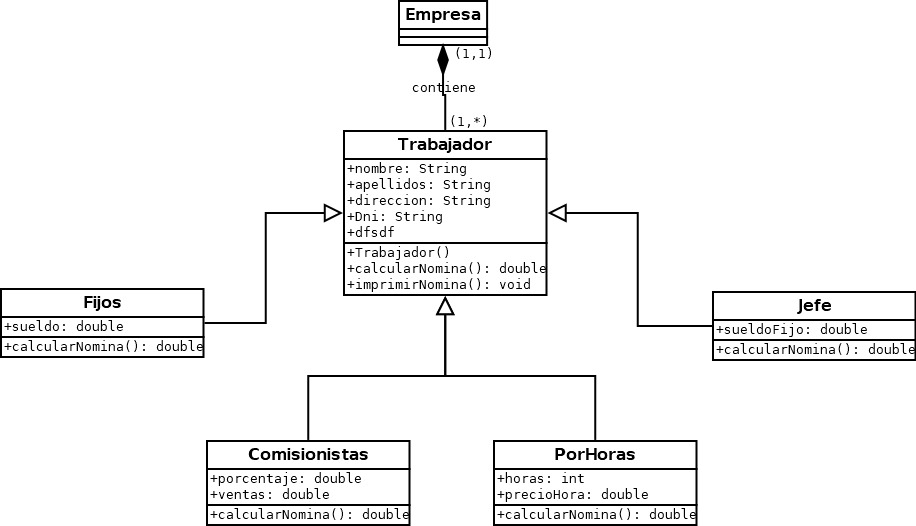 Empresa
(1,1)
contiene
(1,*)
Trabajador
+nombre: String
+apellidos: String
+direccion: String
+Dni: String
+dfsdf
+Trabajador()
+calcularNomina(): double
+imprimirNomina(): void
Fijos
+sueldo: double
+calcularNomina(): double
Jefe
+sueldoFijo: double
+calcularNomina(): double
Comisionistas
+porcentaje: double
+ventas: double
+calcularNomina(): double
PorHoras
+horas: int
+precioHora: double
+calcularNomina(): double